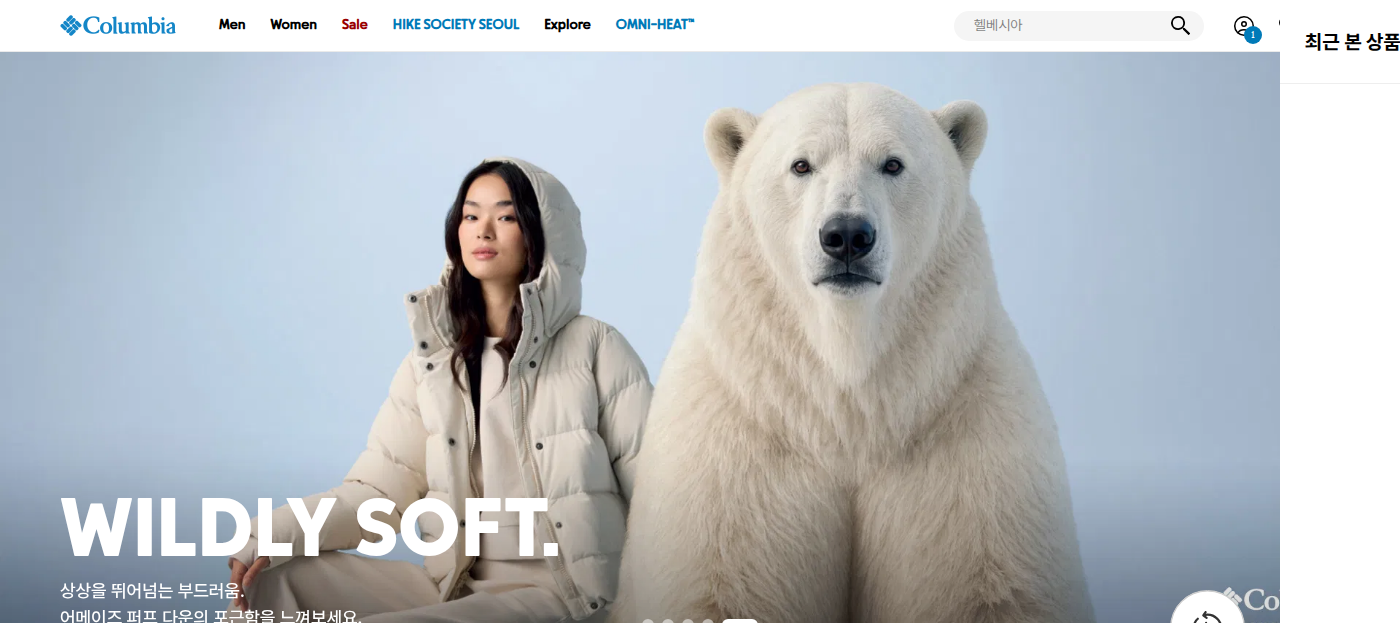 Columbia Men Women Sale HIKE SOCIETY SEOUL Explore OMNI-HEAT™ 헬베시아 1
최근 본 상품
WILDLY SOFT.
상상을 뛰어넘는 부드러움.
어메이즈 퍼프 다운의 포근함을 느껴보세요.
Co